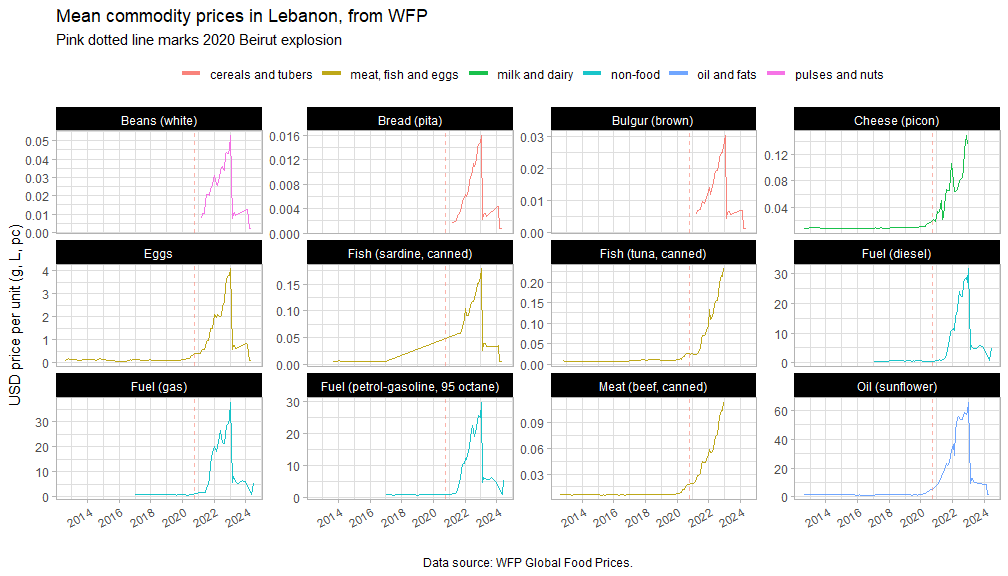 Mean commodity prices in Lebanon, from WFP
Pink dotted line marks 2020 Beirut explosion
cereals and tubers meat, fish and eggs milk and dairy non-food oil and fats pulses and nuts
USD price per unit (g, L, pc)
Beans (white) Bread (pita) Bulgur (brown) Cheese (picon)
0.05 0.016 0.03 0.12
0.04 0.012 0.02 0.08
0.03 0.008 0.01 0.04
0.02 0.004 0.00
0.01 0.000
0.00
Eggs Fish (sardine, canned) Fish (tuna, canned) Fuel (diesel)
4 0.15 0.20 30
3 0.10 0.15 20
2 0.05 0.10 10
1 0.00 0.05 0
0 0.00
Fuel (gas) Fuel (petrol-gasoline, 95 octane) Meat (beef, canned) Oil (sunflower)
30 30 0.09 60
20 20 0.06 40
10 10 0.03 20
0 0 0
2014 2016 2018 2020 2022 2024 2014 2016 2018 2020 2022 2024 2014 2016 2018 2020 2022 2024 2014 2016 2018 2020 2022 2024
Data source: WFP Global Food Prices.